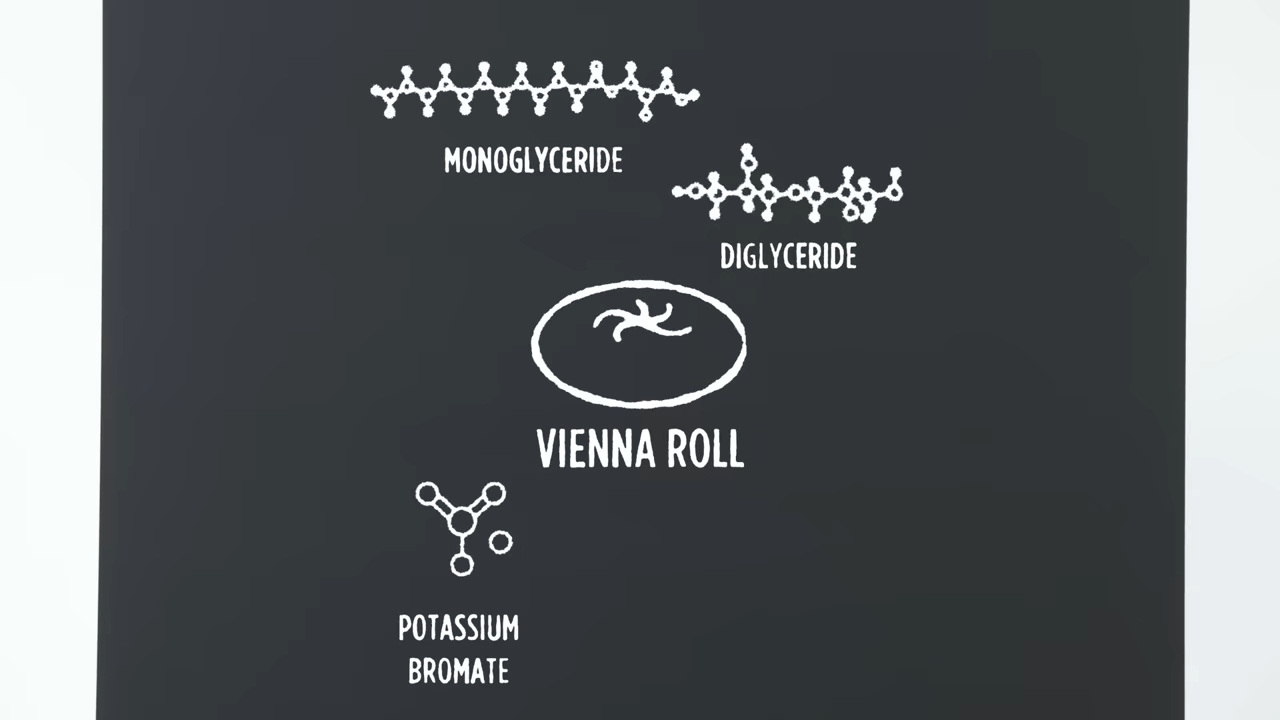 MONOGLYCERIDE
DIGLYCERIDE
VIENNA ROLL
POTASSIUM
BROMATE